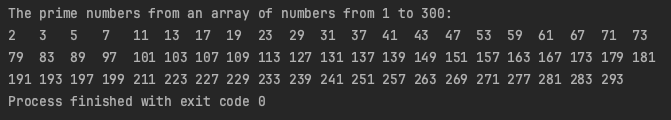 The prime numbers from an array of numbers from 1 to 300:
2 3 5 7 11 13 17 19 23 29 31 37 41 43 47 53 59 61 67 71 73
79 83 89 97 101 103 107 109 113 127 131 137 139 149 151 157 163 167 173 179 181
191 193 197 199 211 223 227 229 233 239 241 251 257 263 269 271 277 281 283 293
Process finished with exit code 0